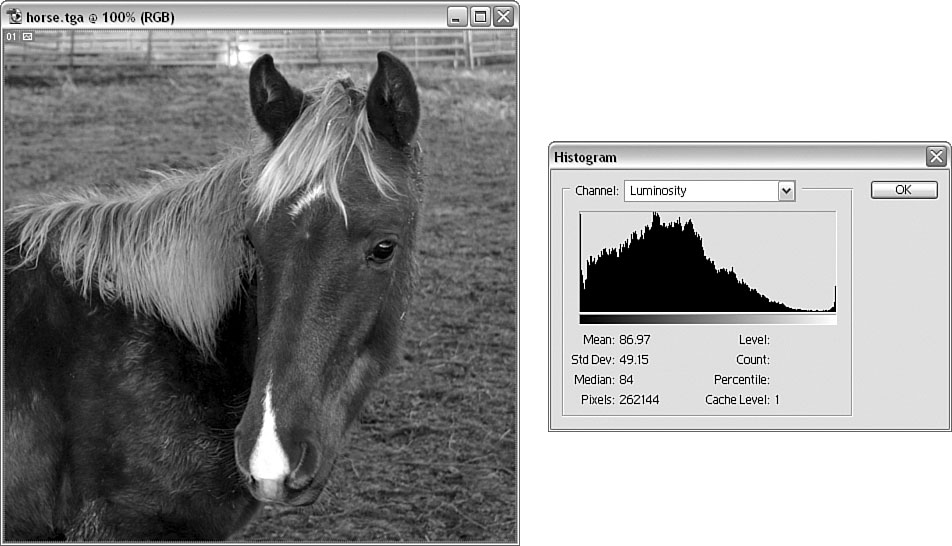 horse.tga @ 100% (RGB)
01
Histogram
Channel: Luminosity
OK
Mean: 86.97 Level:
Std Dev: 49.15 Count:
Median: 84 Percentile:
Pixels: 262144 Cache Level: 1